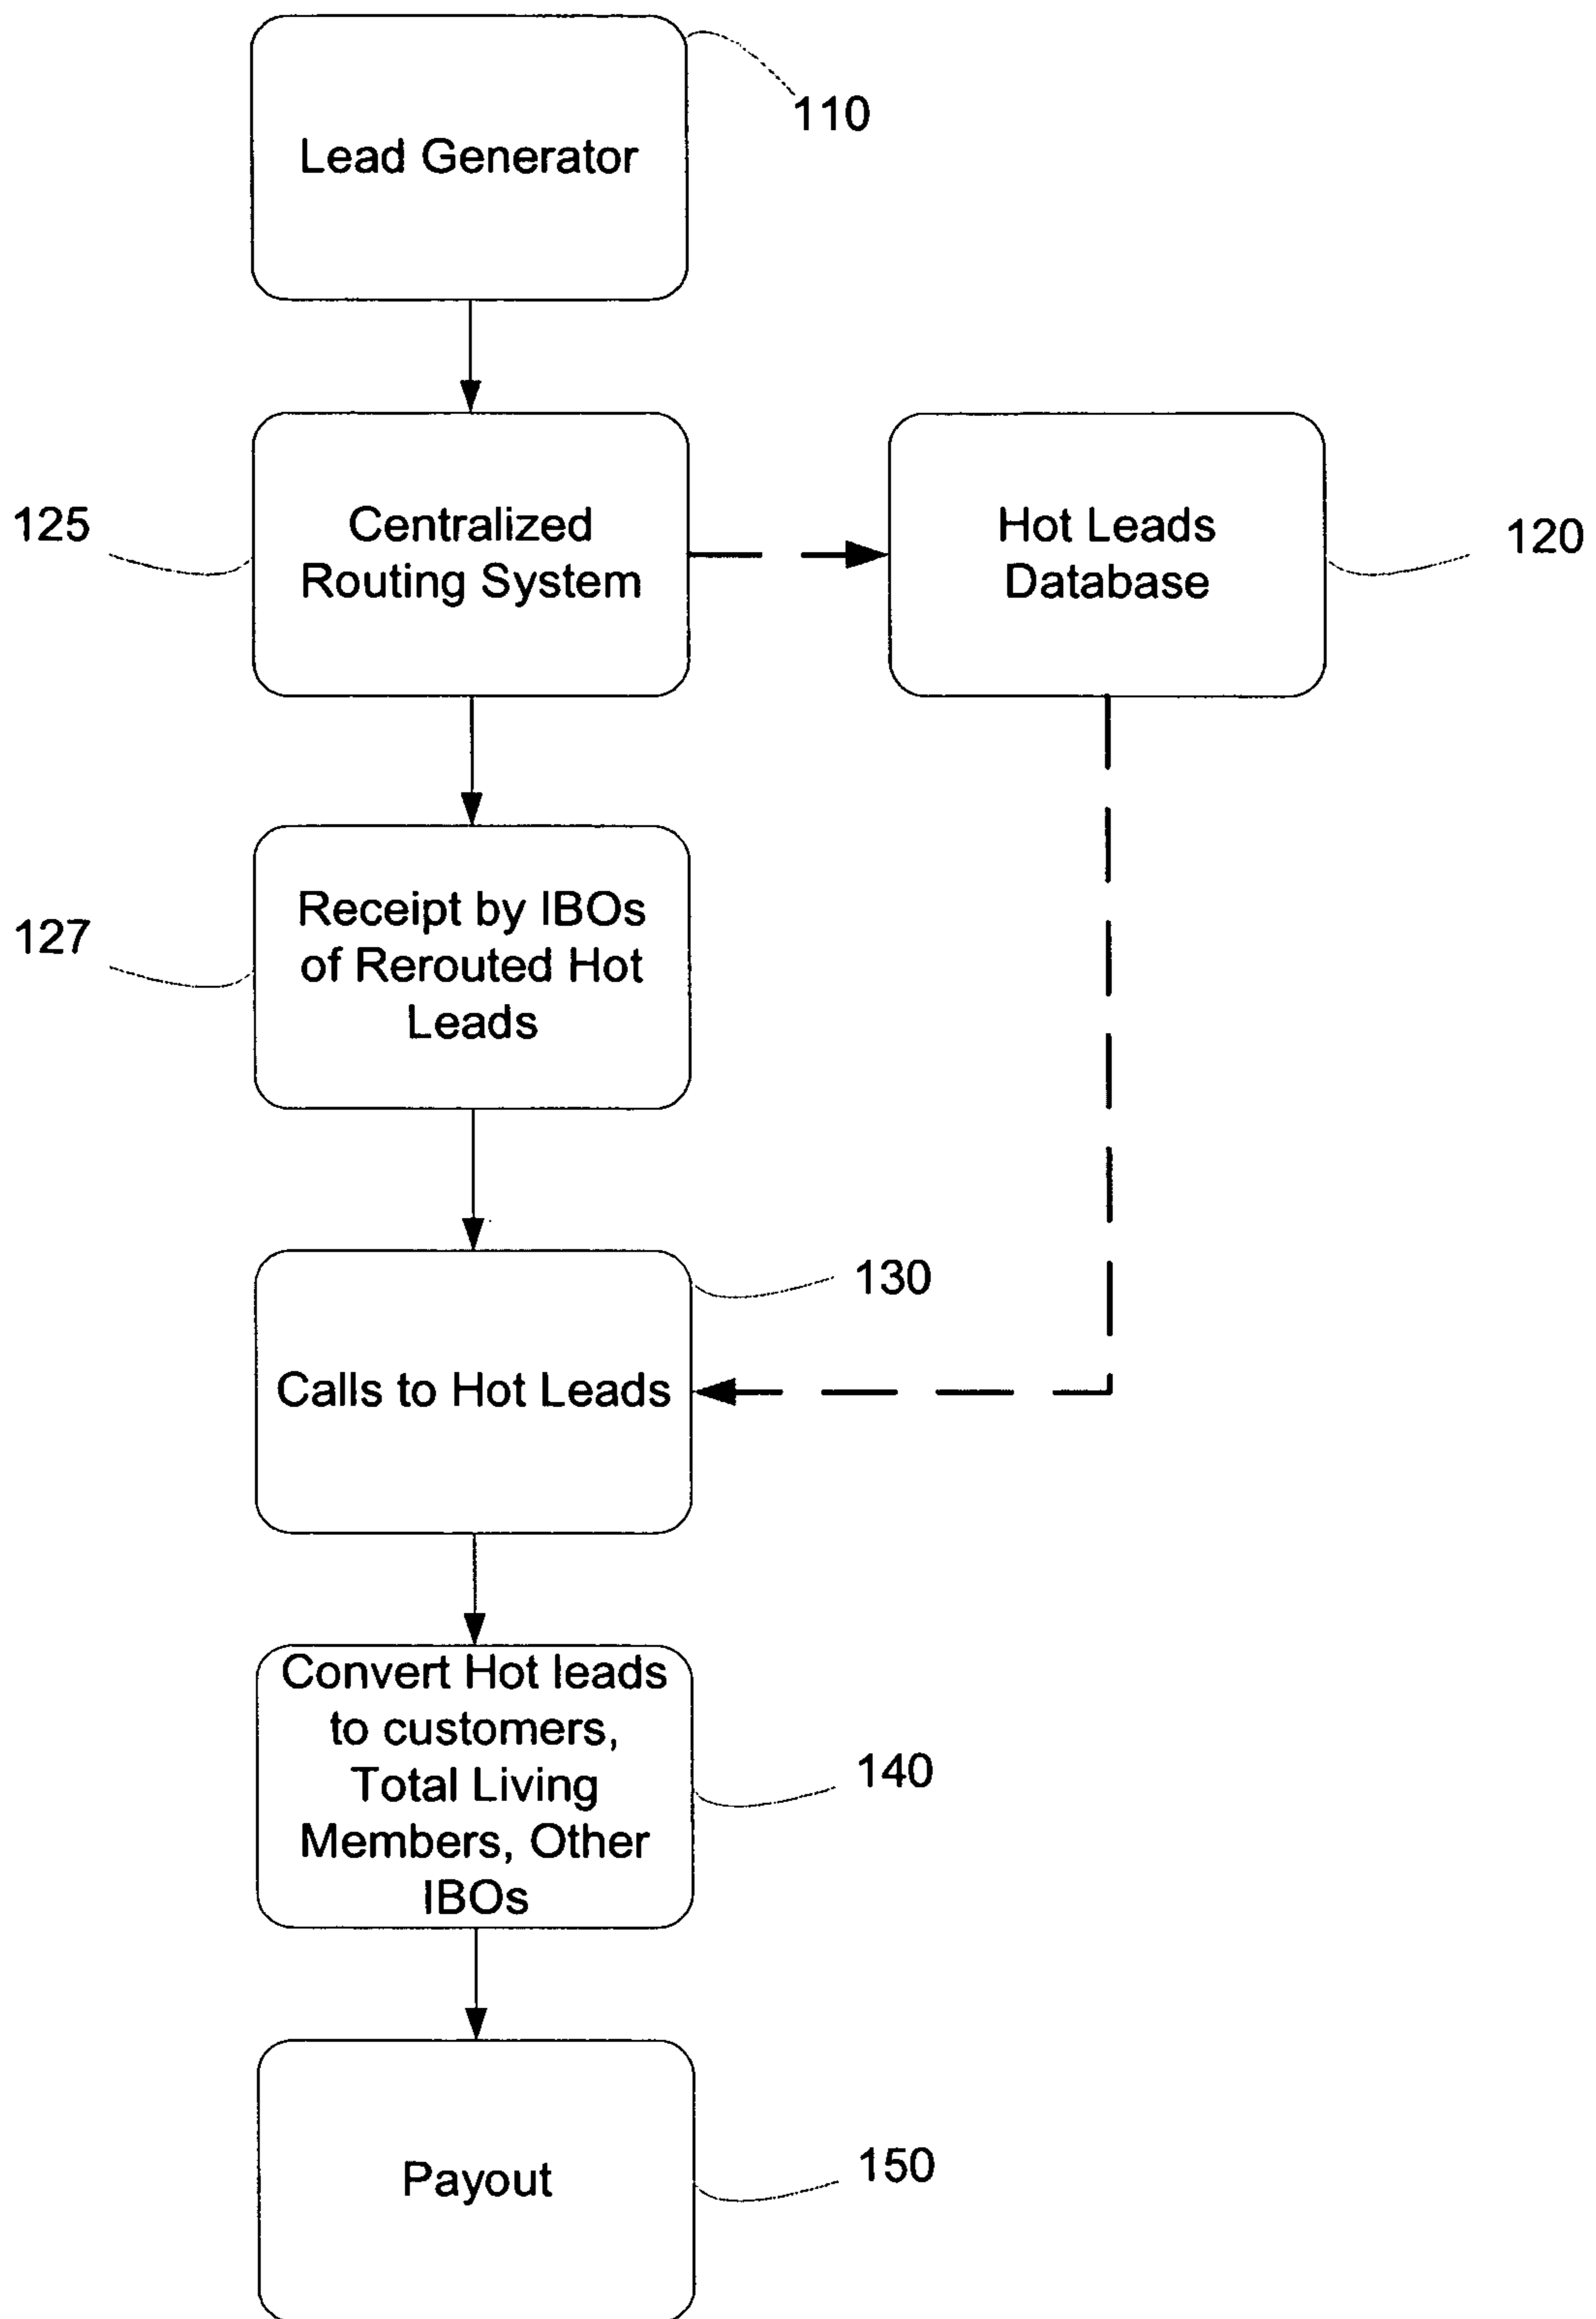 110
Lead Generator
125
Centralized
Routing System
Hot Leads
Database
120
127
Receipt by IBOs
of Rerouted Hot
Leads
130
Calls to Hot Leads
Convert Hot leads
to customers,
Total Living
Members, Other
IBOs
140
Payout
150